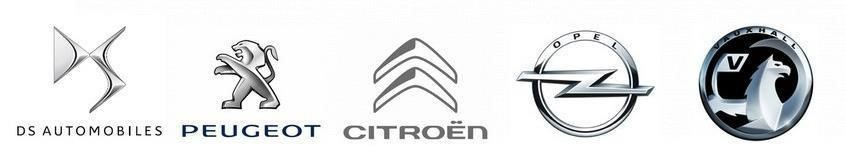 DS AUTOMOBILES
PEUGEOT
CITROËN
OPEL
VAUXHALL
V